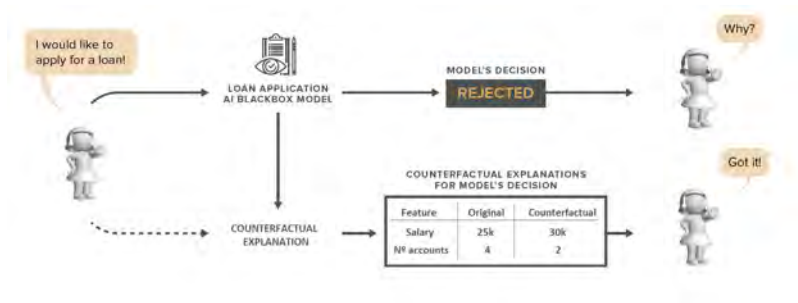 I would like to
apply for a loan!
LOAN APPLICATION
AI BLACKBOX MODEL
MODEL'S DECISION
REJECTED
Why?
COUNTERFACTUAL
EXPLANATION
COUNTERFACTUAL EXPLANATIONS
FOR MODEL'S DECISION
Feature Original Counterfactual
Salary 25k 30k
Nº accounts 4 2
Got it!